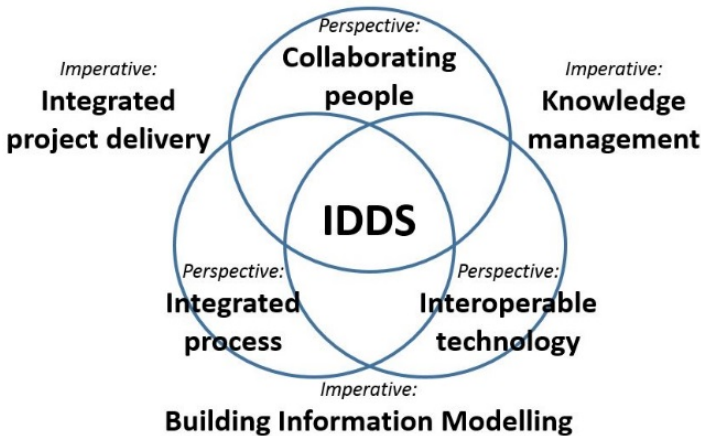 Perspective:
Collaborating
people
Imperative:
Integrated
project delivery
Imperative:
Knowledge
management
IDDS
Perspective:
Integrated
process
Perspective:
Interoperable
technology
Imperative:
Building Information Modelling